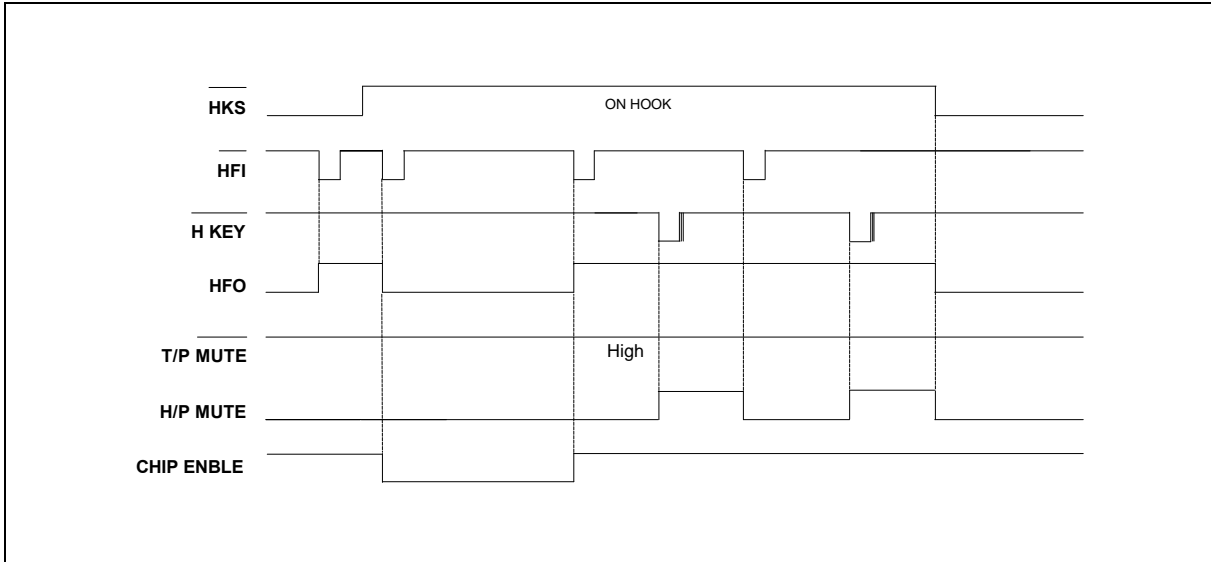 HKS
ON HOOK
HFI
H KEY
HFO
T/P MUTE
High
H/P MUTE
CHIP ENBLE